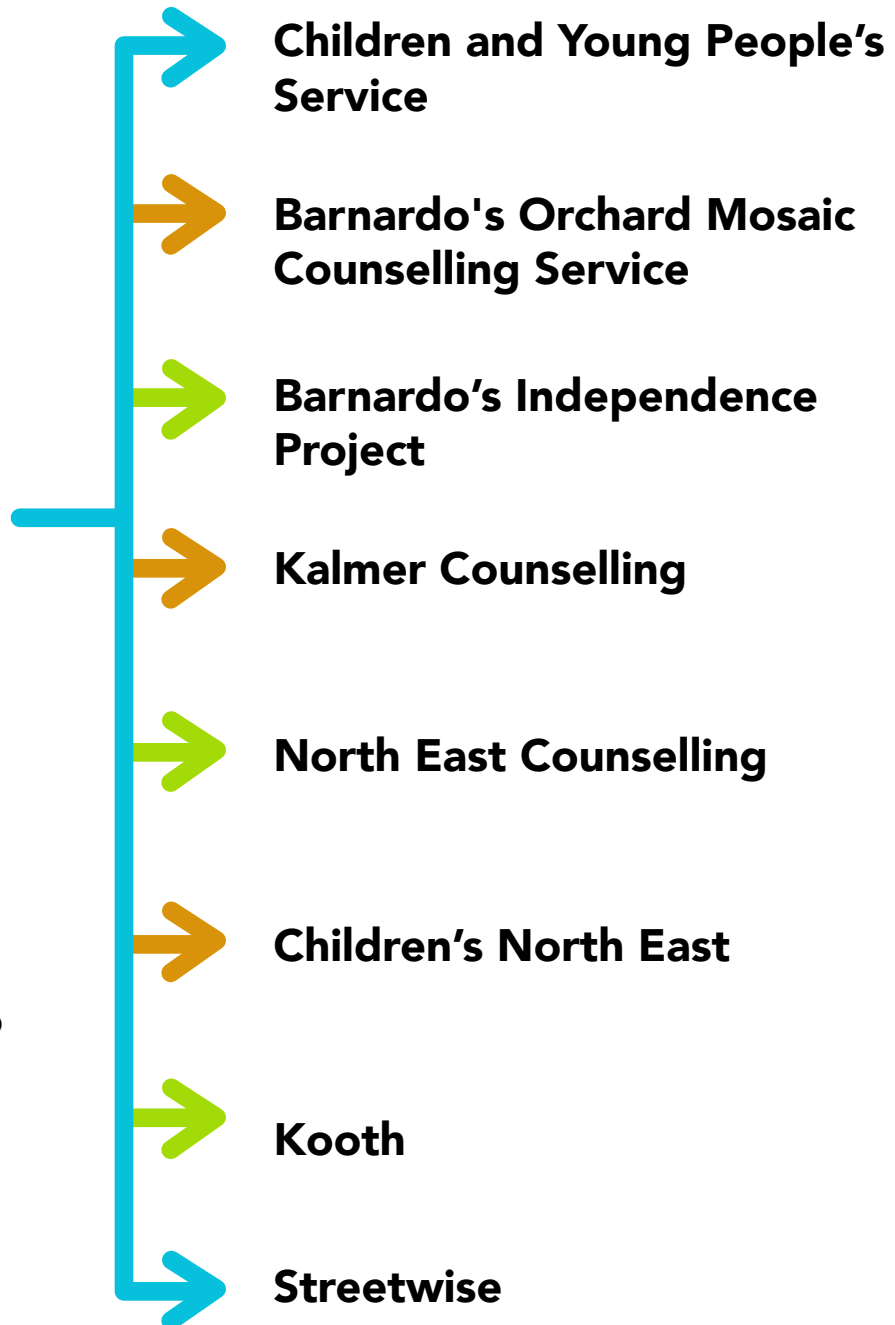 Children and Young People’s
Service
Barnardo's Orchard Mosaic
Counselling Service
Barnardo’s Independence
Project
Kalmer Counselling
North East Counselling
Children’s North East
Kooth
Streetwise